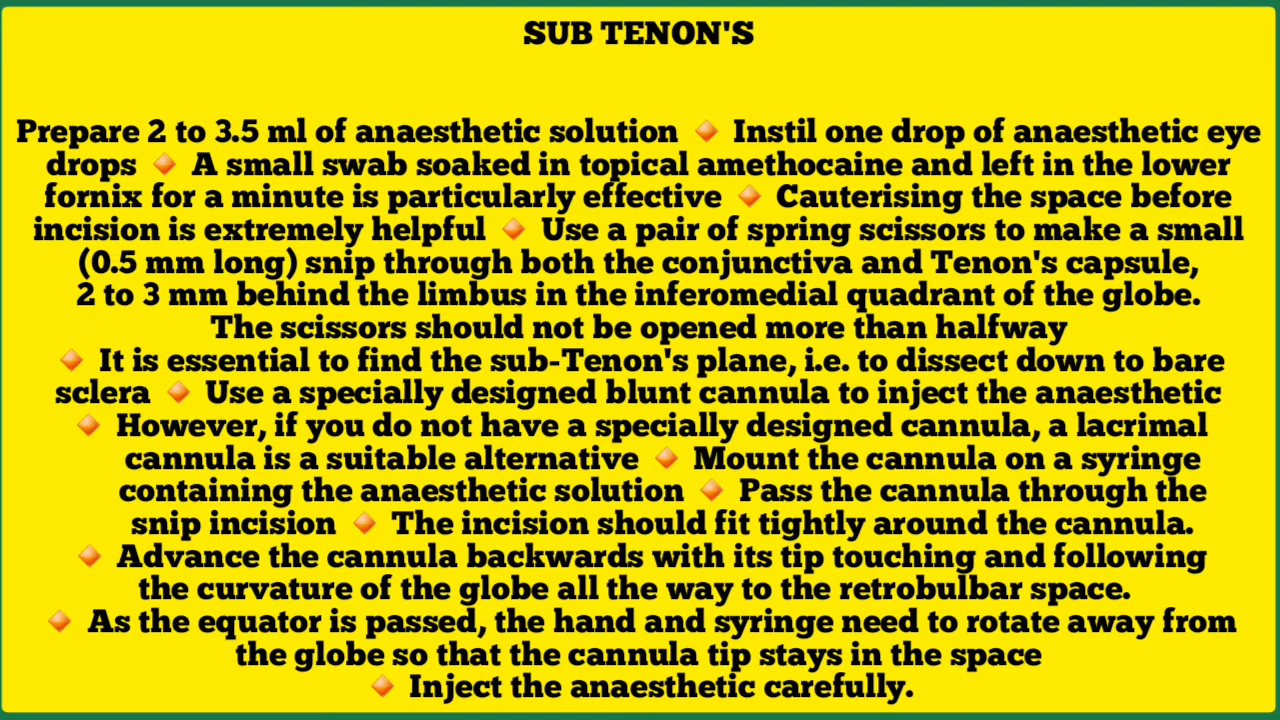 SUB TENON'S
Prepare 2 to 3.5 ml of anaesthetic solution 🔸 Instil one drop of anaesthetic eye
drops 🔸 A small swab soaked in topical amethocaine and left in the lower
fornix for a minute is particularly effective 🔸 Cauterising the space before
incision is extremely helpful 🔸 Use a pair of spring scissors to make a small
(0.5 mm long) snip through both the conjunctiva and Tenon's capsule,
2 to 3 mm behind the limbus in the inferomedial quadrant of the globe.
The scissors should not be opened more than halfway
🔸 It is essential to find the sub-Tenon's plane, i.e. to dissect down to bare
sclera 🔸 Use a specially designed blunt cannula to inject the anaesthetic
🔸 However, if you do not have a specially designed cannula, a lacrimal
cannula is a suitable alternative 🔸 Mount the cannula on a syringe
containing the anaesthetic solution 🔸 Pass the cannula through the
snip incision 🔸 The incision should fit tightly around the cannula.
🔸 Advance the cannula backwards with its tip touching and following
the curvature of the globe all the way to the retrobulbar space.
🔸 As the equator is passed, the hand and syringe need to rotate away from
the globe so that the cannula tip stays in the space
🔸 Inject the anaesthetic carefully.